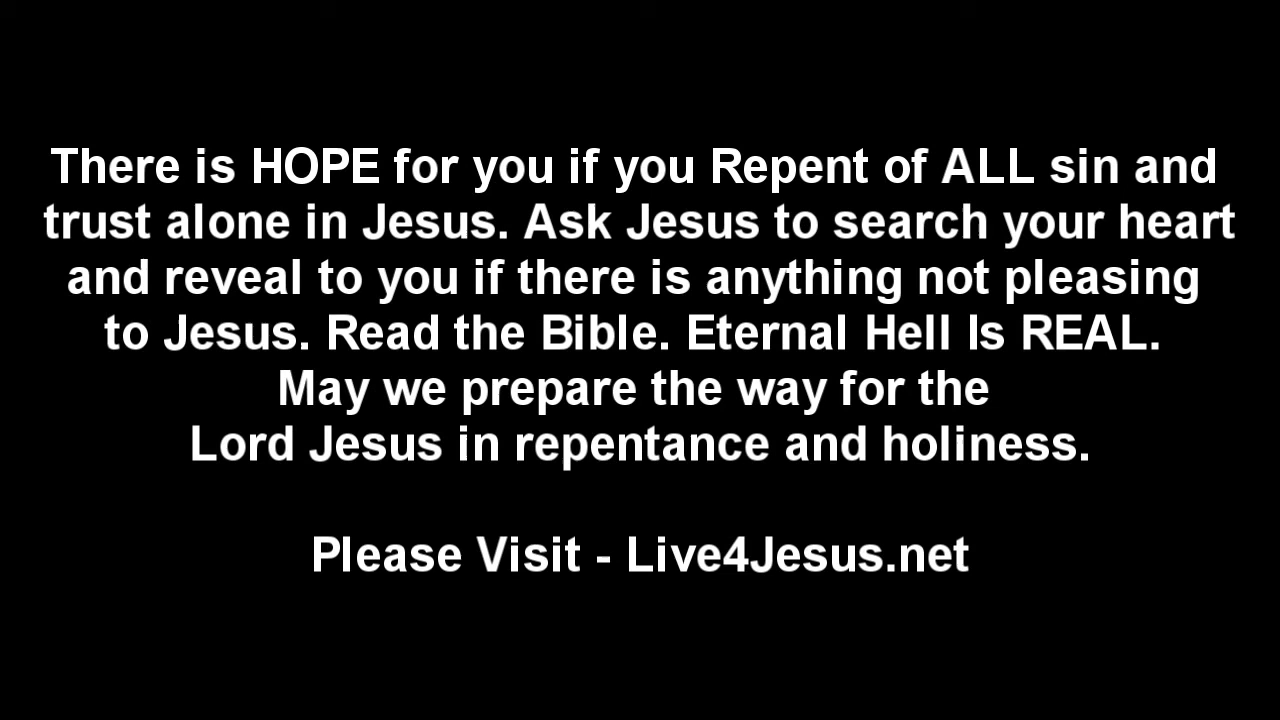 There is HOPE for you if you Repent of ALL sin and
trust alone in Jesus. Ask Jesus to search your heart
and reveal to you if there is anything not pleasing
to Jesus. Read the Bible. Eternal Hell Is REAL.
May we prepare the way for the
Lord Jesus in repentance and holiness.
Please Visit - Live4Jesus.net